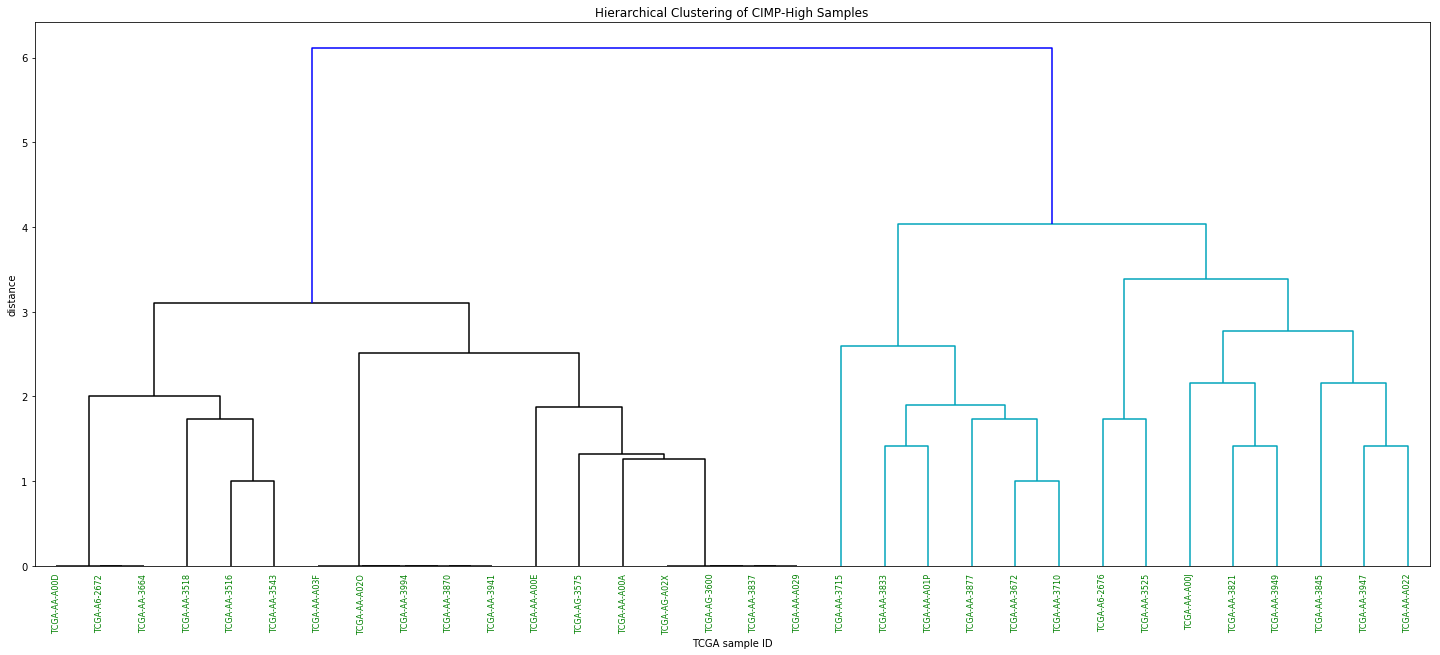 Hierarchical Clustering of CIMP-High Samples
6
5
4
3
2
1
0
distance
TCGA-AA-A00D
TCGA-A6-2672
TCGA-AA-3664
TCGA-AA-3518
TCGA-AA-3516
TCGA-AA-3543
TCGA-AA-A03F
TCGA-AA-A02O
TCGA-AA-3994
TCGA-AA-3870
TCGA-AA-3941
TCGA-AA-A00E
TCGA-AG-3575
TCGA-AA-A00A
TCGA-AG-A02X
TCGA-AG-3600
TCGA-AA-3837
TCGA-AA-A029
TCGA-AA-3715
TCGA-AA-3833
TCGA-AA-A01P
TCGA-AA-3877
TCGA-AA-3672
TCGA-AA-3710
TCGA-A6-2676
TCGA-AA-3525
TCGA-AA-A00J
TCGA-AA-3821
TCGA-AA-3949
TCGA-AA-3845
TCGA-AA-3947
TCGA-AA-A022
TCGA sample ID